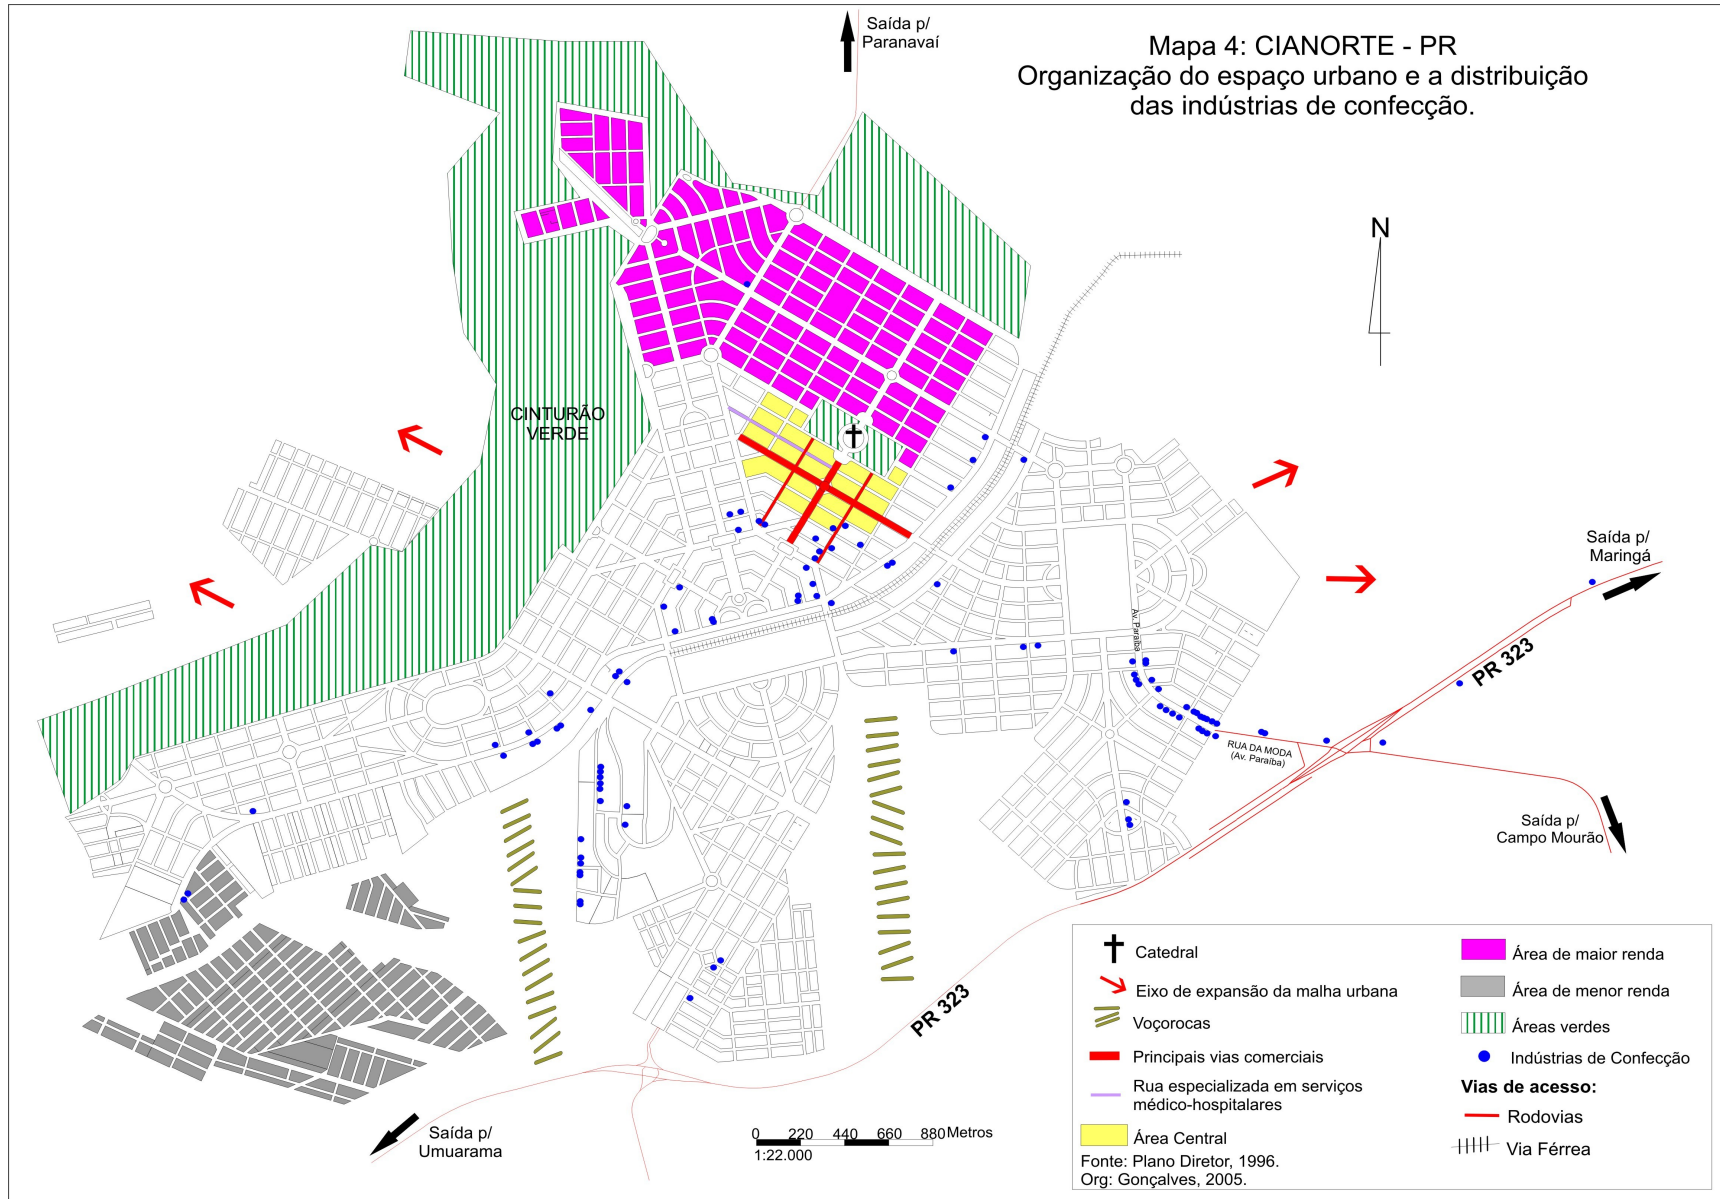 Mapa 4: CIANORTE - PR
Organização do espaço urbano e a distribuição
das indústrias de confecção.
Saída p/
Paranavaí
N
CINTURÃO
VERDE
Saída p/
Maringá
Av. Paraíba
PR 323
RUA DA MODA
(Av. Paraíba)
Saída p/
Campo Mourão
PR 323
Saída p/
Umuarama
0 220 440 660 880 Metros
1:22.000
Catedral
Eixo de expansão da malha urbana
Voçorocas
Principais vias comerciais
Rua especializada em serviços
médico-hospitalares
Área Central
Fonte: Plano Diretor, 1996.
Org: Gonçalves, 2005.
Área de maior renda
Área de menor renda
Áreas verdes
Indústrias de Confecção
Vias de acesso:
Rodovias
Via Férrea